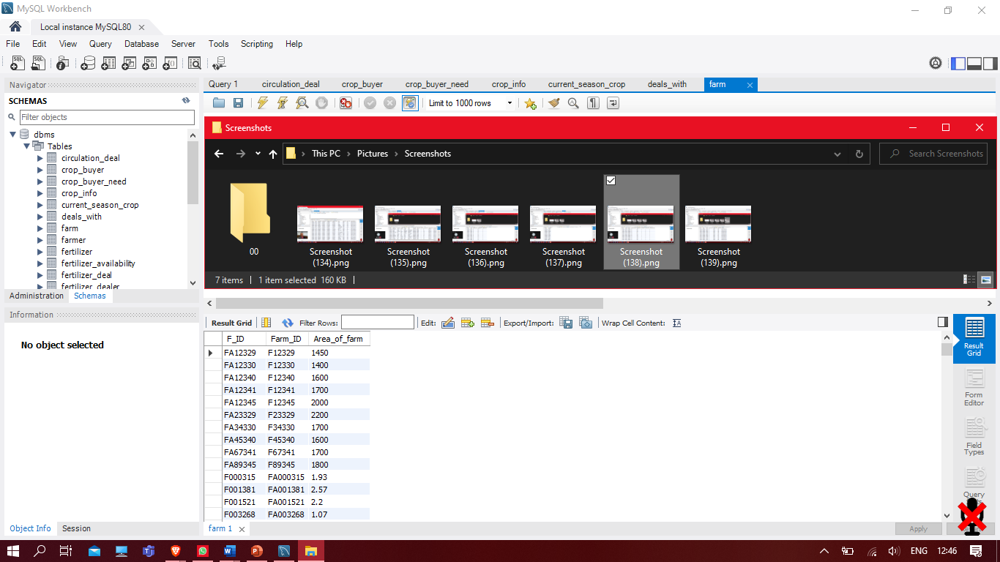 MySQL Workbench
Local instance MySQL80
File Edit View Query Database Server Tools Scripting Help
Navigator
SCHEMAS
Filter objects
dbms
Tables
circulation_deal
crop_buyer
crop_buyer_need
crop_info
current_season_crop
deals_with
farm
farmer
fertilizer
fertilizer_availability
fertilizer_deal
fertilizer_dealer
Administration Schemas
Information
No object selected
Object Info Session
Query 1 circulation_deal crop_buyer crop_buyer_need crop_info current_season_crop deals_with farm
Limit to 1000 rows
Screenshots
This PC Pictures Screenshots
Search Screenshots
00
Screenshot (134).png
Screenshot (135).png
Screenshot (136).png
Screenshot (137).png
Screenshot (138).png
Screenshot (139).png
7 items 1 item selected 160 KB
Result Grid Filter Rows: Edit: Export/Import: Wrap Cell Content:
F_ID Farm_ID Area_of_farm
FA12329 F12329 1450
FA12330 F12330 1400
FA12340 F12340 1600
FA12341 F12341 1700
FA12345 F12345 2000
FA23329 F23329 2200
FA34330 F34330 1700
FA45340 F45340 1600
FA67341 F67341 1700
FA89345 F89345 1800
F000315 FA000315 1.93
F001381 FA001381 2.57
F001521 FA001521 2.2
F003268 FA003268 1.07
Result
Grid
Form
Editor
Field
Types
Query
farm 1
Apply
ENG 12:46